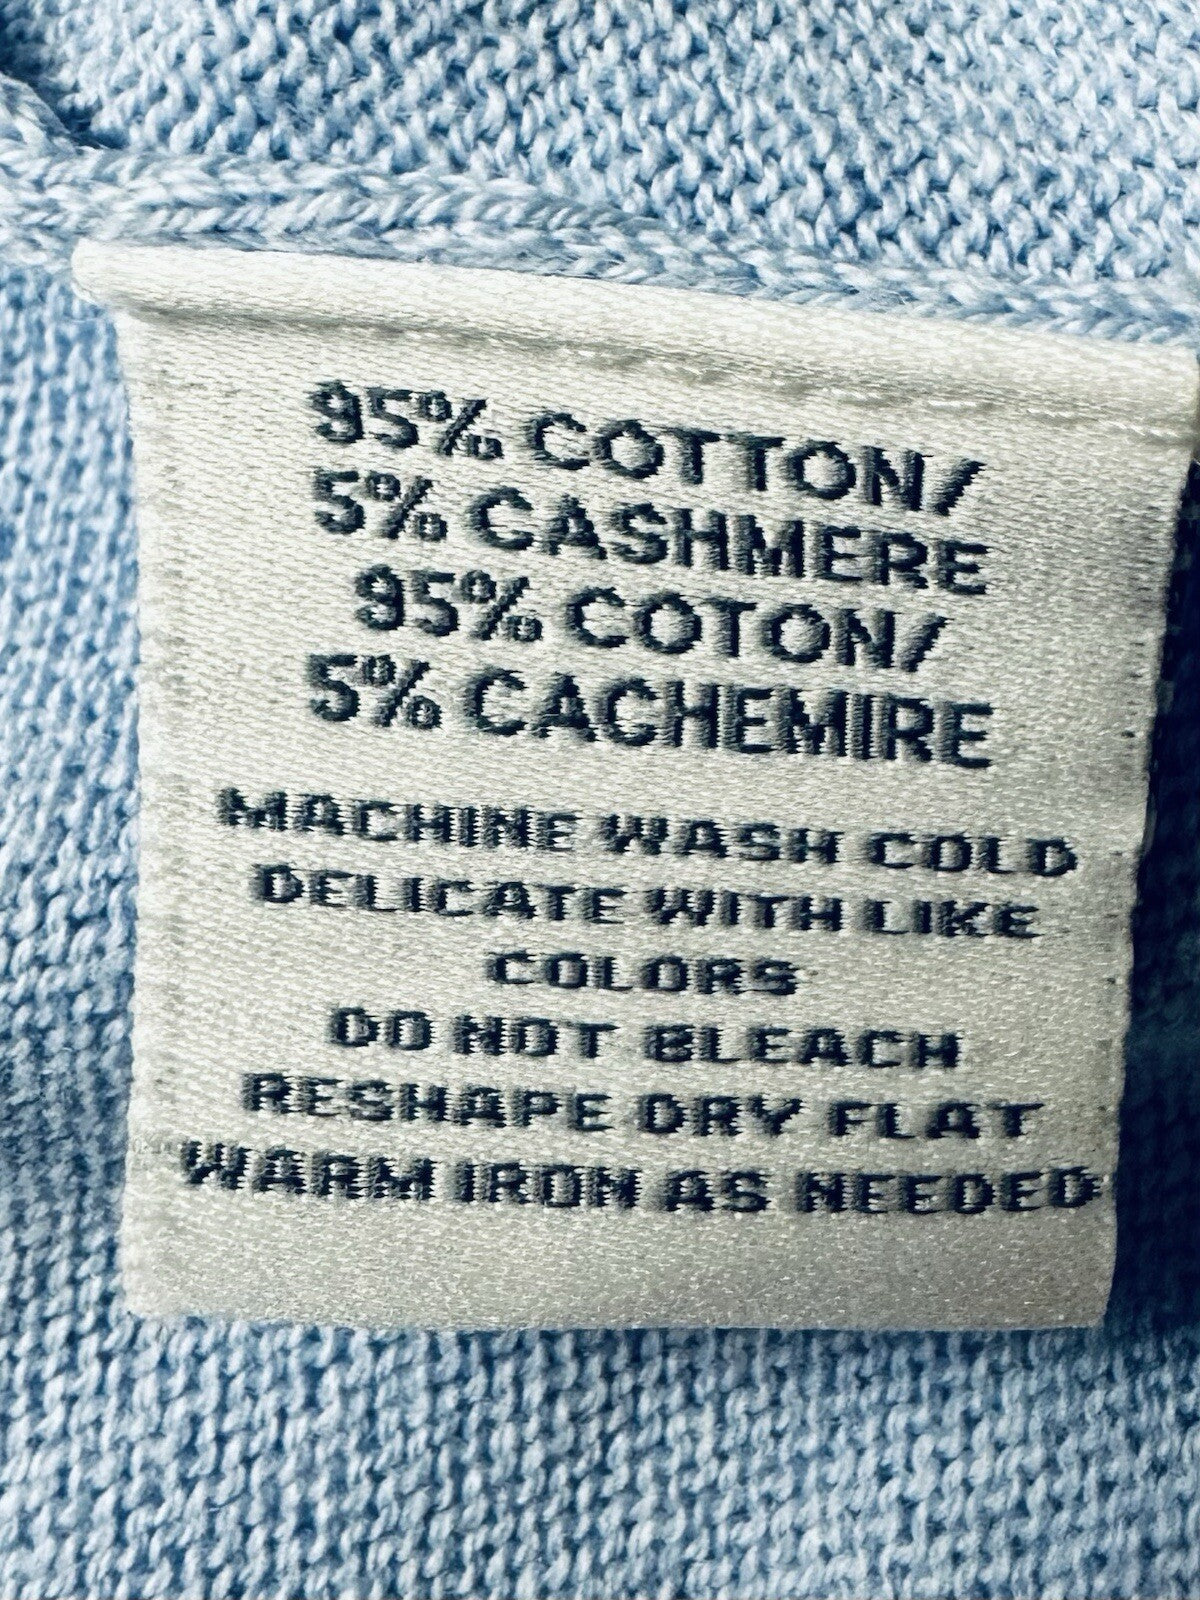 95% COTTON/
5% CASHMERE
95% COTON/
5% CACHEMIRE
MACHINE WASH COLD
DELICATE WITH LIKE
COLORS
DO NOT BLEACH
RESHAPE DRY FLAT
WARM IRON AS NEEDED